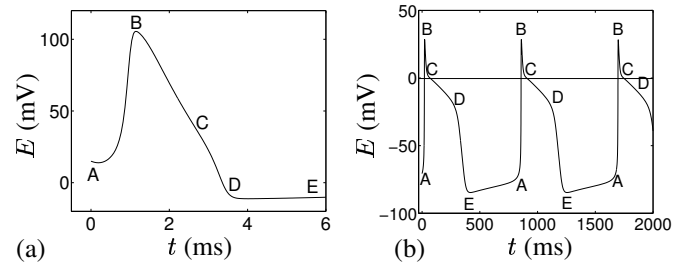 B
100
C
50
E (mV)
A
D
E
0
0 2 4 6
(a)
t (ms)
50
B B B
0
C C C
D D D
E (mV)
−50
A A A
E E
−100
0 500 1000 1500 2000
(b)
t (ms)